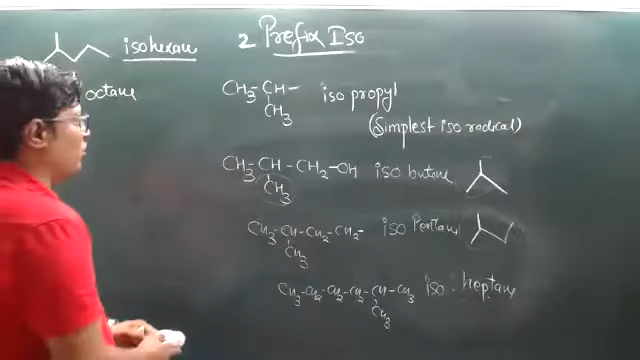 isohexane
octane
2 Prefix Iso
CH3-CH- iso propyl
CH3
(Simplest iso radical)
CH3-CH-CH2-OH iso butane
CH3
CH3-CH-CH2-CH2- iso Pentane
CH3
CH3-CH2-CH2-CH2-CH-CH3 iso-heptane
CH3